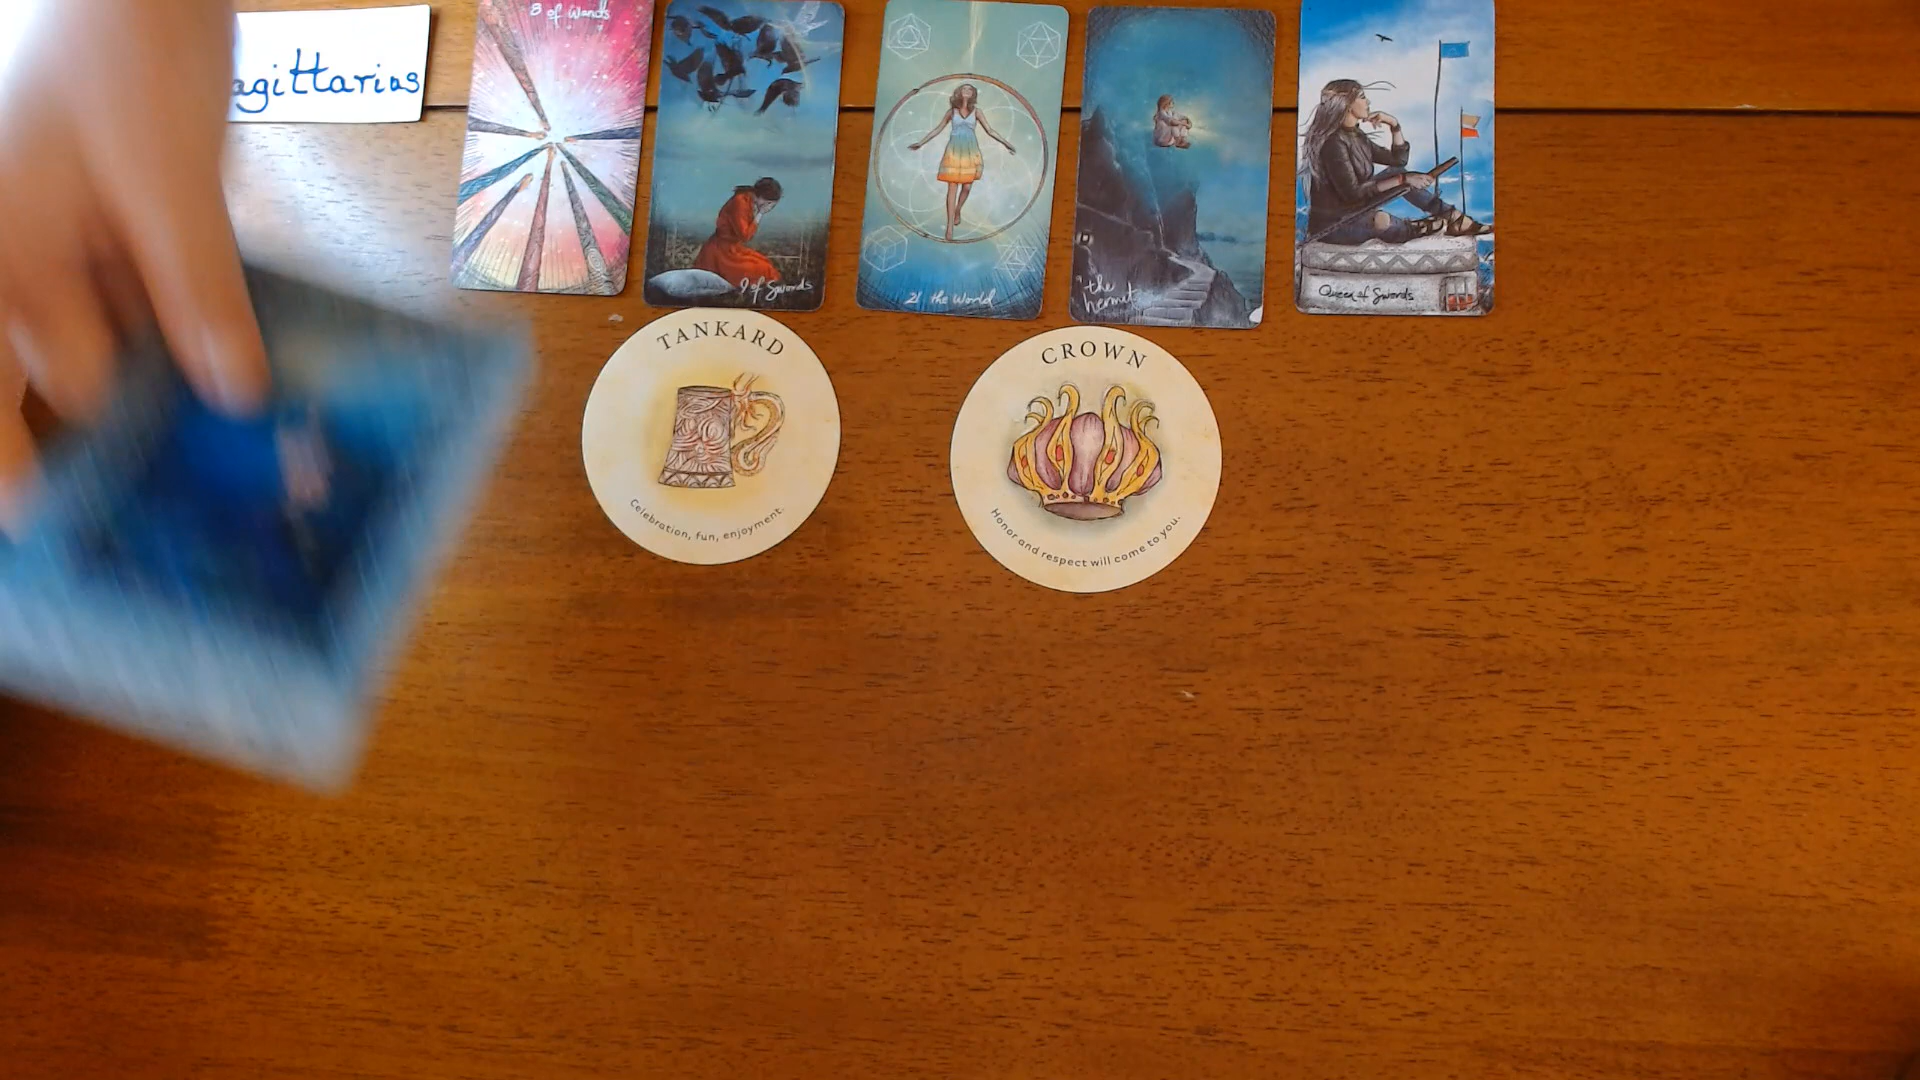 agittarias
8 of Wands
9 of Swords
21 the World
"the
hermit
Queen of Swords
TANKARD
Celebration, fun, enjoyment.
CROWN
Honor and respect will come to you.